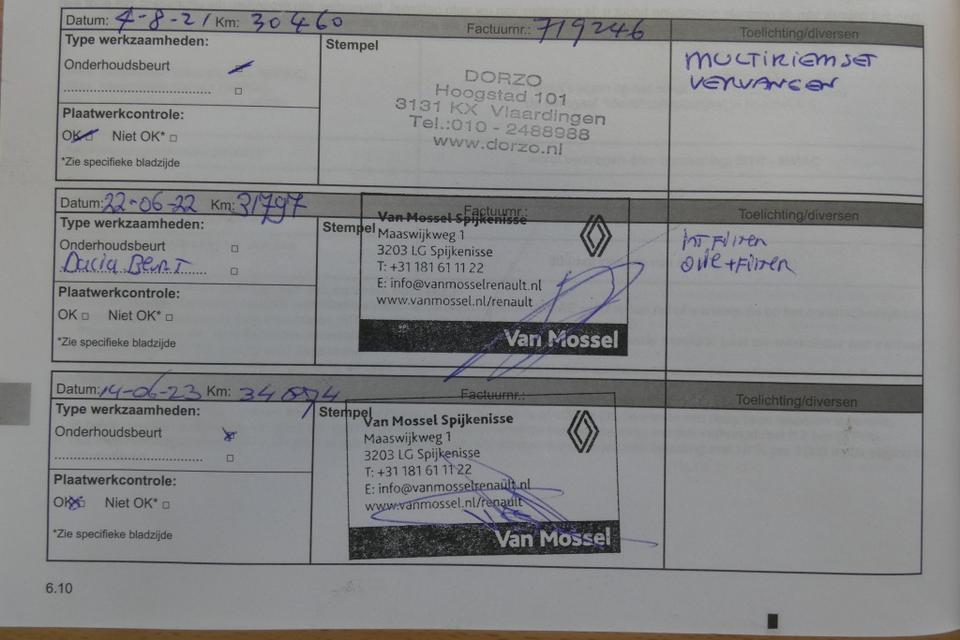 Datum: 4-8-21 Km: 30460 Factuurnr.: 719246 Toelichting/diversen
Type werkzaamheden:
Onderhoudsbeurt
Plaatwerkcontrole:
OK Niet OK*
*Zie specifieke bladzijde
Stempel
DORZO
Hoogstad 101
3131 KX Vlaardingen
Tel.:010 - 2488988
www.dorzo.nl
MULTIRIEMSET
VERVANGEN
Datum: 22-06-22 Km: 31797 Factuurnr.: Toelichting/diversen
Type werkzaamheden:
Onderhoudsbeurt
Dacia Beurt
Plaatwerkcontrole:
OK Niet OK*
*Zie specifieke bladzijde
Stempel
Van Mossel Spijkenisse
Maaswijkweg 1
3203 LG Spijkenisse
T: +31 181 61 11 22
E: info@vanmosselrenault.nl
www.vanmossel.nl/renault
Van Mossel
Datum: 14-06-23 Km: Factuurnr.: Toelichting/diversen
Type werkzaamheden:
Onderhoudsbeurt
Plaatwerkcontrole:
OK Niet OK*
*Zie specifieke bladzijde
Stempel
Van Mossel Spijkenisse
Maaswijkweg 1
3203 LG Spijkenisse
T: +31 181 61 11 22
E: info@vanmosselrenault.nl
www.vanmossel.nl/renault
Van Mossel
6.10